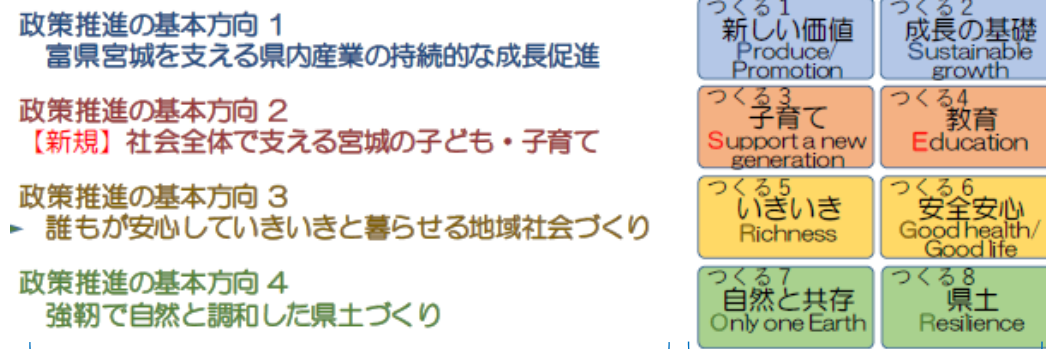 政策推進の基本方向 1
富県宮城を支える県内産業の持続的な成長促進
政策推進の基本方向 2
【新規】社会全体で支える宮城の子ども・子育て
政策推進の基本方向 3
誰もが安心していきいきと暮らせる地域社会づくり
政策推進の基本方向 4
強靭で自然と調和した県土づくり
つくる1
新しい価値
Produce/
Promotion
つくる2
成長の基礎
Sustainable
growth
つくる3
子育て
Support a new
generation
つくる4
教育
Education
つくる5
いきいき
Richness
つくる6
安全安心
Good health/
Good life
つくる7
自然と共存
Only one Earth
つくる8
県土
Resilience